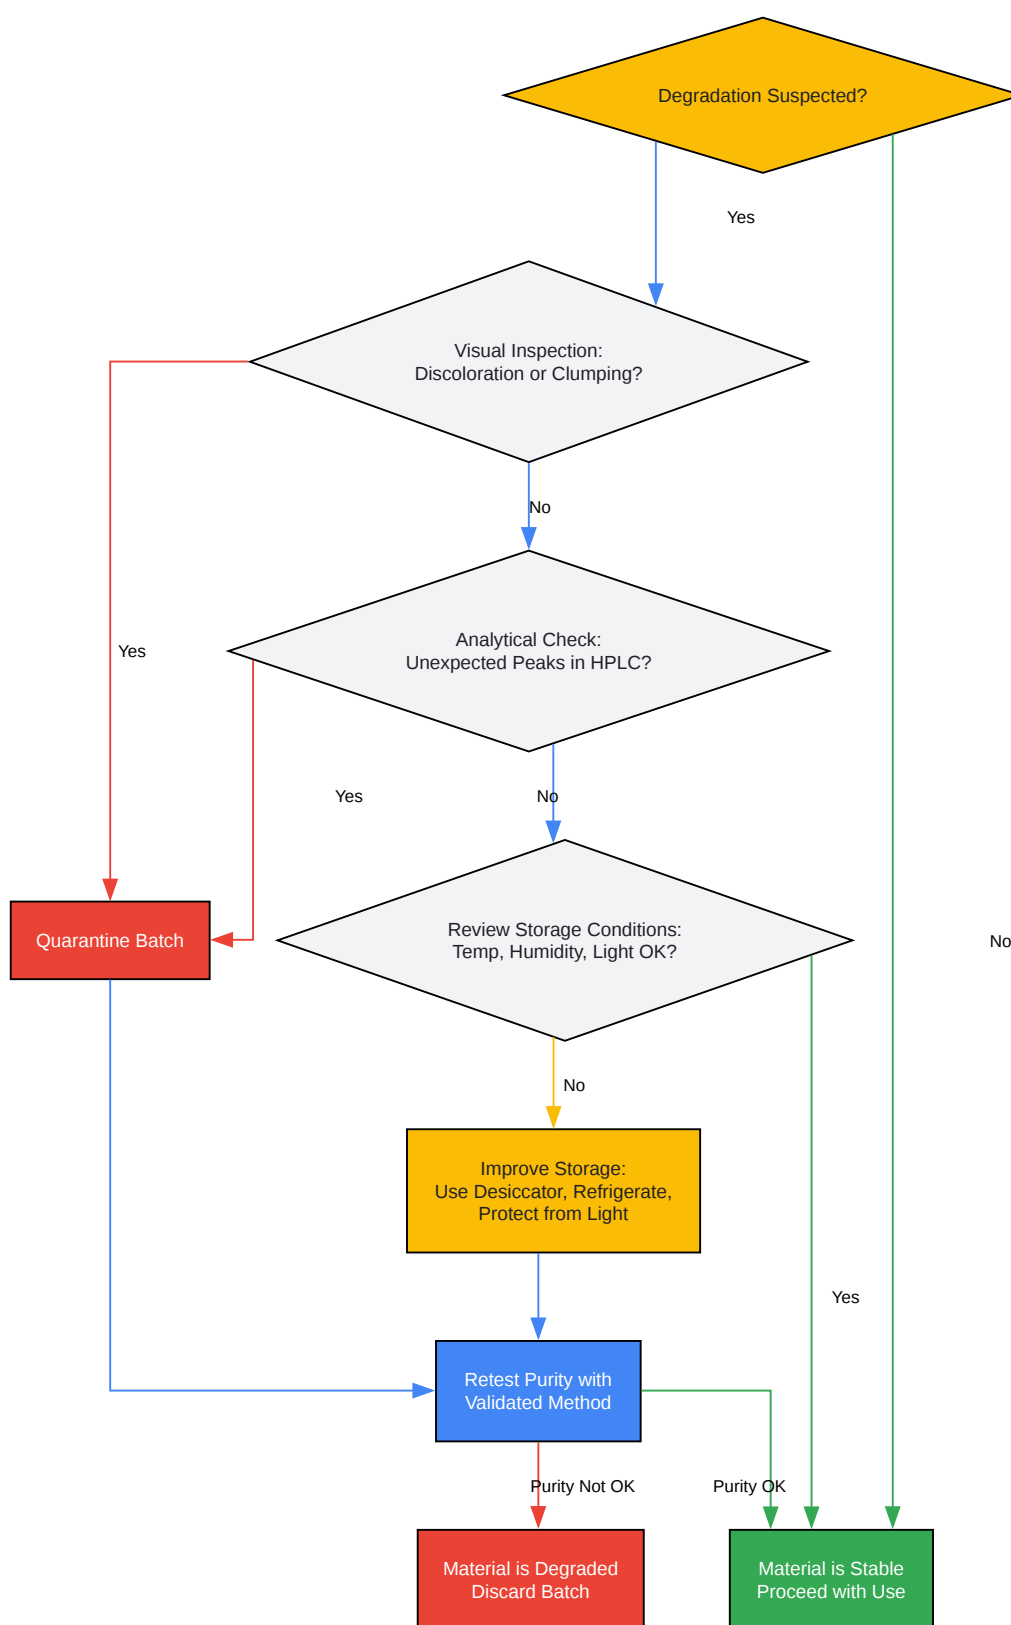 Degradation Suspected?
Yes
Visual Inspection:
Discoloration or Clumping?
No
Analytical Check:
Unexpected Peaks in HPLC?
Yes
Yes
No
Review Storage Conditions:
Temp, Humidity, Light OK?
Quarantine Batch
No
No
Improve Storage:
Use Desiccator, Refrigerate,
Protect from Light
Yes
Retest Purity with
Validated Method
Purity Not OK
Purity OK
Material is Degraded
Discard Batch
Material is Stable
Proceed with Use